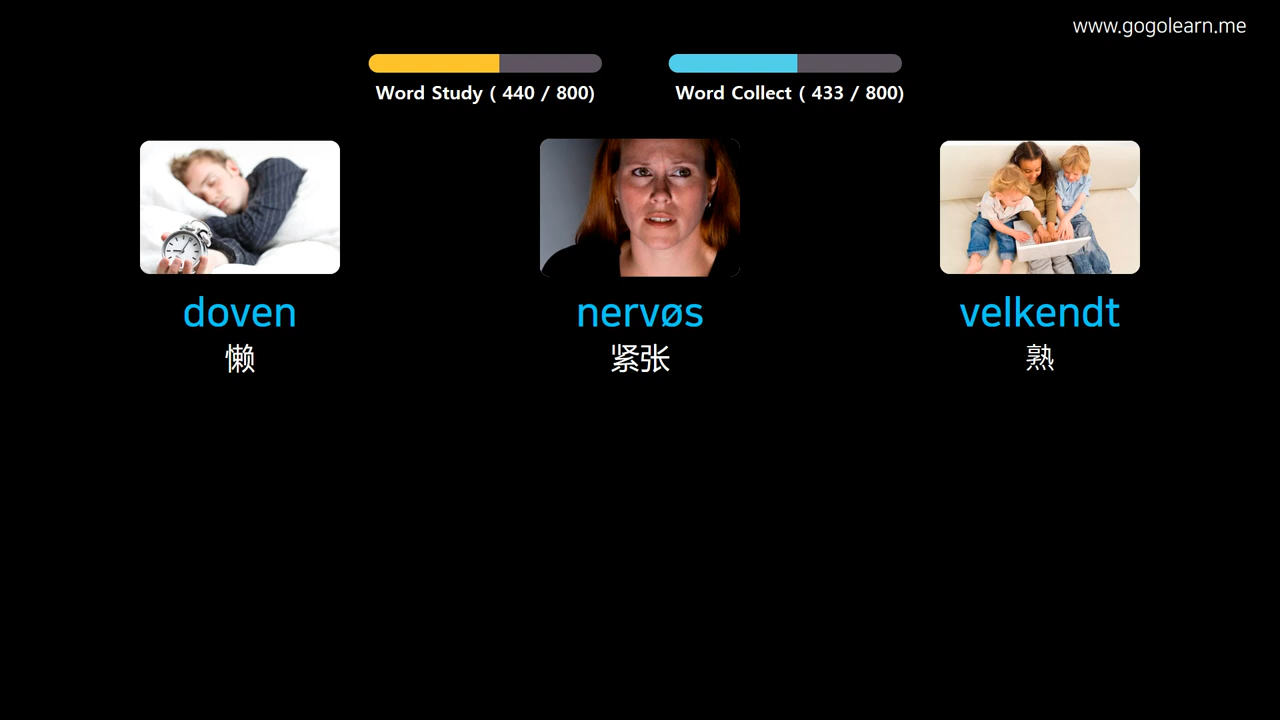 www.gogolearn.me
Word Study ( 440 / 800)
Word Collect ( 433 / 800)
doven
nervøs
velkendt
懒
紧张
熟